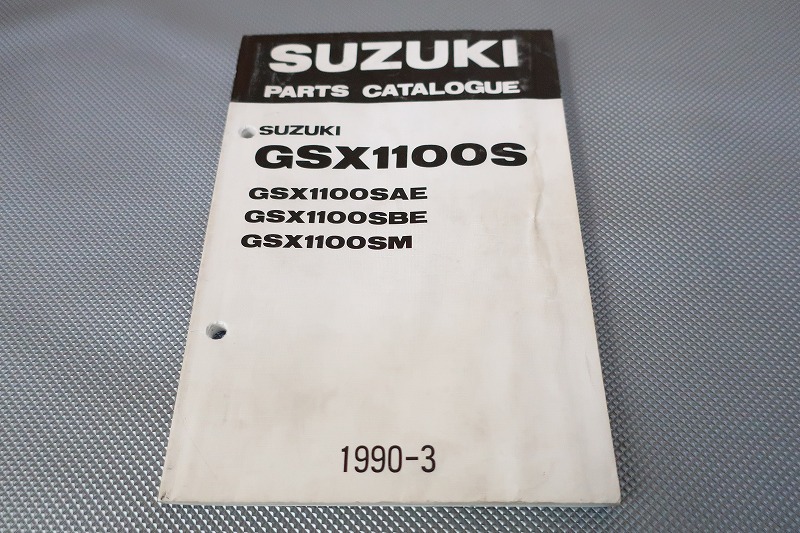 SUZUKI
PARTS CATALOGUE
SUZUKI
GSX1100S
GSX1100SAE
GSX1100SBE
GSX1100SM
1990-3